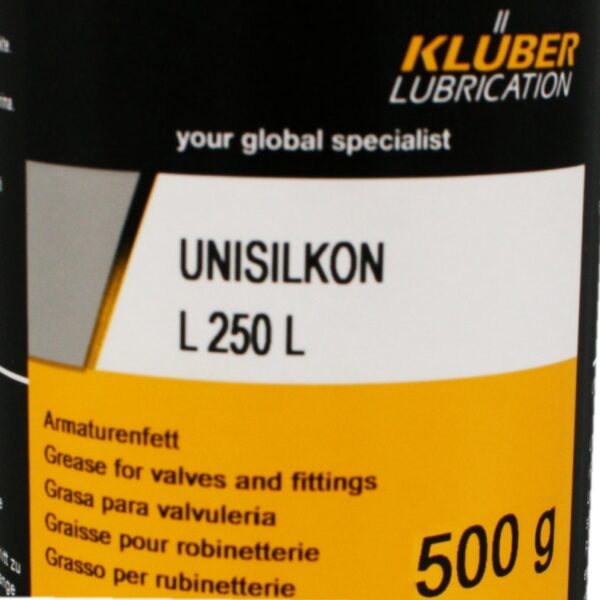 KLÜBER
LUBRICATION
your global specialist
UNISILKON
L 250 L
Armaturenfett
Grease for valves and fittings
Grasa para valvulería
Graisse pour robinetterie
Grasso per rubinetterie
500 g